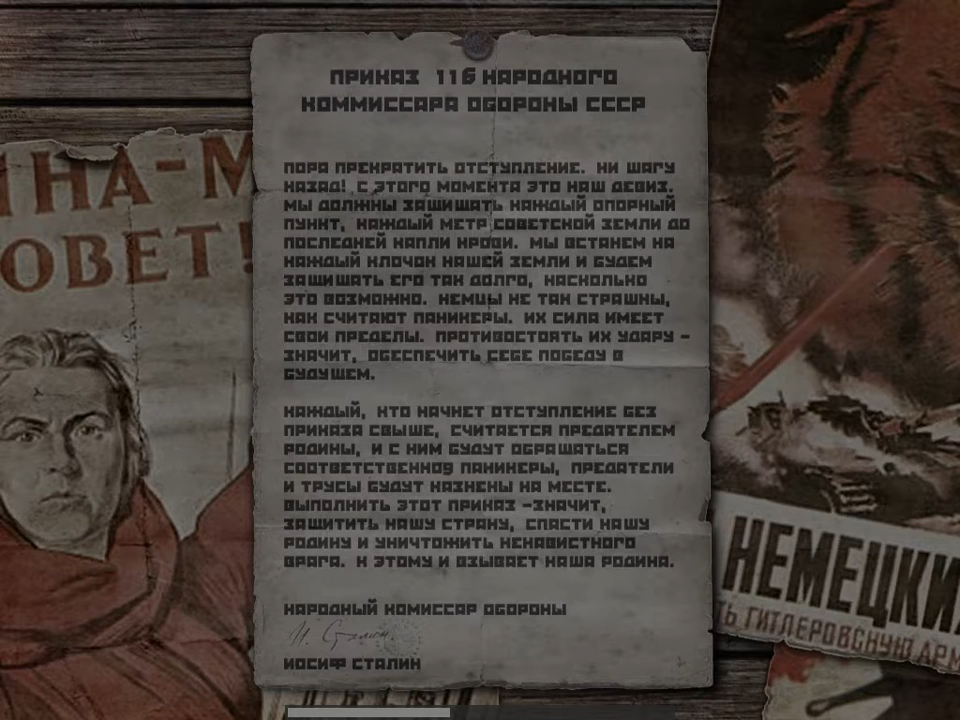 ПРИКАЗ 116 НАРОДНОГО
КОММИССАРА ОБОРОНЫ СССР
ПОРА ПРЕКРАТИТЬ ОТСТУПЛЕНИЕ. НИ ШАГУ
НАЗАД! С ЭТОГО МОМЕНТА ЭТО НАШ ДЕВИЗ.
МЫ ДОЛЖНЫ ЗАЩИЩАТЬ КАЖДЫЙ ОПОРНЫЙ
ПУНКТ, КАЖДЫЙ МЕТР СОВЕТСКОЙ ЗЕМЛИ ДО
ПОСЛЕДНЕЙ КАПЛИ КРОВИ. МЫ ВСТАНЕМ НА
КАЖДЫЙ КЛОЧОК НАШЕЙ ЗЕМЛИ И БУДЕМ
ЗАЩИЩАТЬ ЕГО ТАК ДОЛГО, НАСКОЛЬКО
ЭТО ВОЗМОЖНО. НЕМЦЫ НЕ ТАК СТРАШНЫ,
КАК СЧИТАЮТ ПАНИКЕРЫ. ИХ СИЛА ИМЕЕТ
СВОИ ПРЕДЕЛЫ. ПРОТИВОСТОЯТЬ ИХ УДАРУ -
ЗНАЧИТ, ОБЕСПЕЧИТЬ СЕБЕ ПОБЕДУ В
БУДУЩЕМ.
КАЖДЫЙ, КТО НАЧНЕТ ОТСТУПЛЕНИЕ БЕЗ
ПРИКАЗА СВЫШЕ, СЧИТАЕТСЯ ПРЕДАТЕЛЕМ
РОДИНЫ, И С НИМ БУДУТ ОБРАЩАТЬСЯ
СООТВЕТСТВЕННО9 ПАНИКЕРЫ, ПРЕДАТЕЛИ
И ТРУСЫ БУДУТ КАЗНЕНЫ НА МЕСТЕ.
ВЫПОЛНИТЬ ЭТОТ ПРИКАЗ -ЗНАЧИТ,
ЗАЩИТИТЬ НАШУ СТРАНУ, СПАСТИ НАШУ
РОДИНУ И УНИЧТОЖИТЬ НЕНАВИСТНОГО
ВРАГА. К ЭТОМУ И ВЗЫВАЕТ НАША РОДИНА.
НАРОДНЫЙ КОМИССАР ОБОРОНЫ
И. Сталин
ИОСИФ СТАЛИН
ИНА-М
ОВЕТ!
НЕМЕЦКИ
Ь ГИТЛЕРОВСКУЮ АРМ